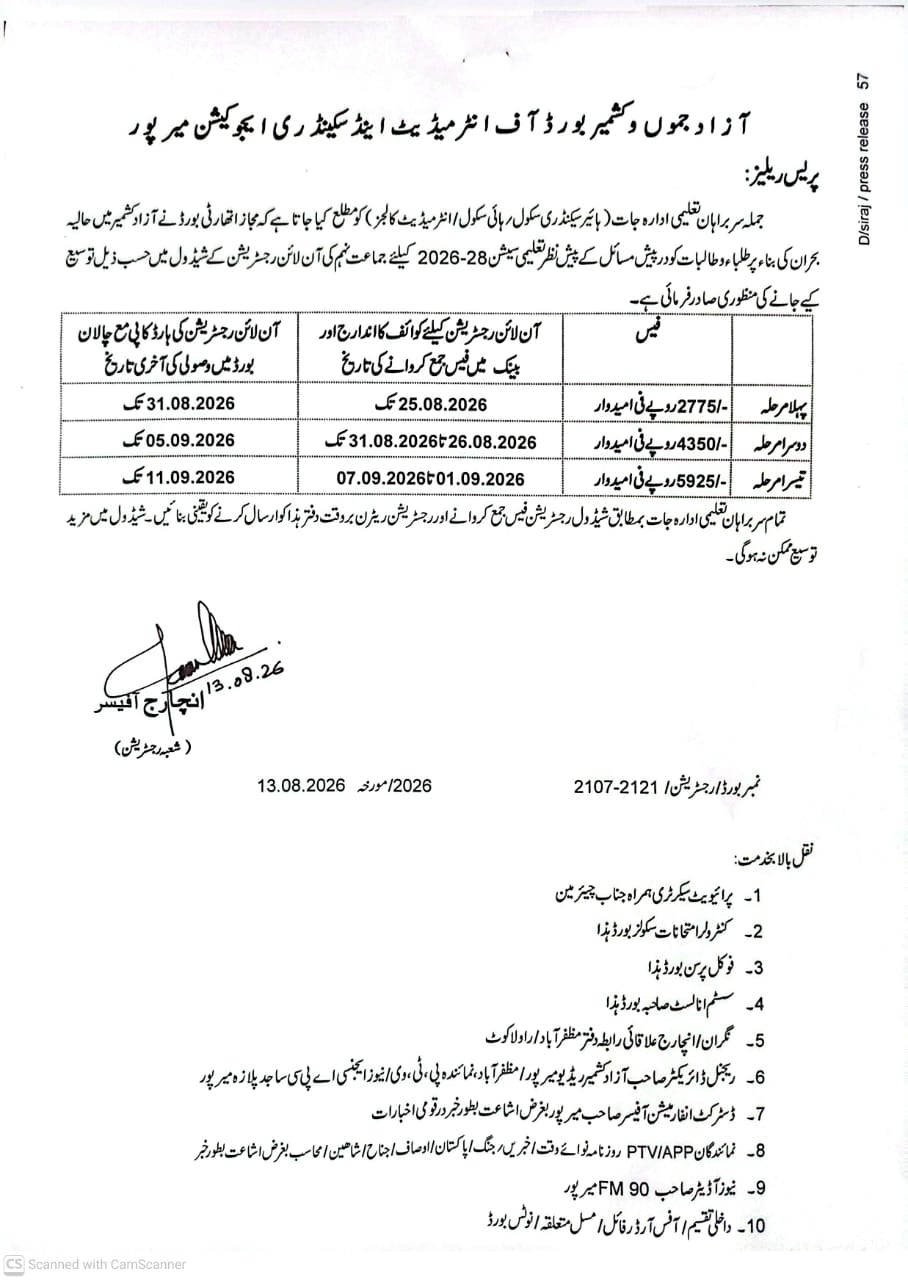 D/siraj / press release 57
آزاد جموں و کشمیر بورڈ آف انٹرمیڈیٹ اینڈ سکینڈری ایجوکیشن میرپور
پریس ریلیز:
جملہ سربراہان تعلیمی ادارہ جات (ہائیر سیکنڈری سکول/ہائی سکول/انٹرمیڈیٹ کالجز) کو مطلع کیا جاتا ہے کہ مجاز اتھارٹی بورڈ نے آزاد کشمیر میں حالیہ
بحران کی بناء پر طلباء و طالبات کو درپیش مسائل کے پیش نظر تعلیمی سیشن 28-2026 کیلئے جماعت نہم کی آن لائن رجسٹریشن کے شیڈول میں حسب ذیل توسیع
کیے جانے کی منظوری صادر فرمائی ہے۔
فیس | آن لائن رجسٹریشن کیلئے کوائف کا اندارج اور | آن لائن رجسٹریشن کی ہارڈ کاپی مع چالان
بینک میں فیس جمع کروانے کی تاریخ | بورڈ میں وصولی کی آخری تاریخ
پہلا مرحلہ | 2775/- روپے فی امیدوار | 25.08.2026 تک | 31.08.2026 تک
دوسرا مرحلہ | 4350/- روپے فی امیدوار | 26.08.2026 تا 31.08.2026 تک | 05.09.2026 تک
تیسرا مرحلہ | 5925/- روپے فی امیدوار | 01.09.2026 تا 07.09.2026 | 11.09.2026 تک
تمام سربراہان تعلیمی ادارہ جات بمطابق شیڈول رجسٹریشن فیس جمع کروانے اور رجسٹریشن ریٹرن بروقت دفتر ہذا کو ارسال کرنے کو یقینی بنائیں۔ شیڈول میں مزید
توسیع ممکن نہ ہوگی۔
13.08.26
انچارج آفیسر
(شعبہ رجسٹریشن)
نمبر بورڈ/رجسٹریشن/ 2107-2121 /2026 مورخہ 13.08.2026
نقل بالا بخدمت:
1۔ پرائیویٹ سیکرٹری ہمراہ جناب چیئرمین
2۔ کنٹرولر امتحانات سکولز بورڈ ہذا
3۔ فوکل پرسن بورڈ ہذا
4۔ سسٹم انالسٹ صاحبہ بورڈ ہذا
5۔ نگران/انچارج علاقائی رابطہ دفتر مظفرآباد/راولاکوٹ
6۔ ریجنل ڈائریکٹر صاحب آزاد کشمیر ریڈیو میرپور/مظفرآباد، نمائندہ پی،ٹی،وی/نیوز ایجنسی اے پی سی ساجد پلازہ میرپور
7۔ ڈسٹرکٹ انفارمیشن آفیسر صاحب میرپور بغرض اشاعت بطور خبر در قومی اخبارات
8۔ نمائندگان PTV/APP روزنامہ نوائے وقت/خبریں/جنگ/پاکستان/اوصاف/جناح/شاھین/محاسب بغرض اشاعت بطور خبر
9۔ نیوز آڈیٹر صاحب FM 90 میرپور
10۔ داخلی تقسیم/آفس آرڈر فائل/مسل متعلقہ/نوٹس بورڈ
CS Scanned with CamScanner